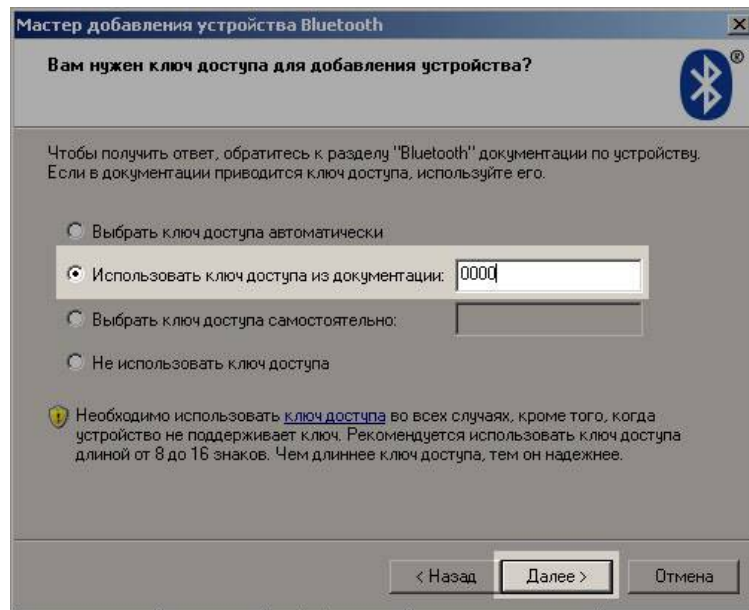 Мастер добавления устройства Bluetooth
Вам нужен ключ доступа для добавления устройства?
®
Чтобы получить ответ, обратитесь к разделу "Bluetooth" документации по устройству.
Если в документации приводится ключ доступа, используйте его.
Выбрать ключ доступа автоматически
Использовать ключ доступа из документации: 0000
Выбрать ключ доступа самостоятельно:
Не использовать ключ доступа
Необходимо использовать ключ доступа во всех случаях, кроме того, когда
устройство не поддерживает ключ. Рекомендуется использовать ключ доступа
длиной от 8 до 16 знаков. Чем длиннее ключ доступа, тем он надежнее.
< Назад Далее > Отмена